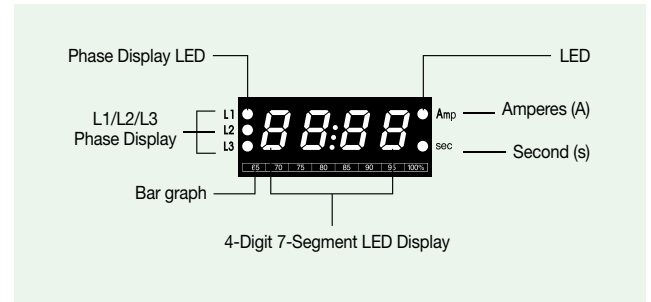 Phase Display LED
LED
L1/L2/L3
Phase Display
L1
L2
L3
88:88
Amp
sec
Amperes (A)
Second (s)
65 70 75 80 85 90 95 100%
Bar graph
4-Digit 7-Segment LED Display